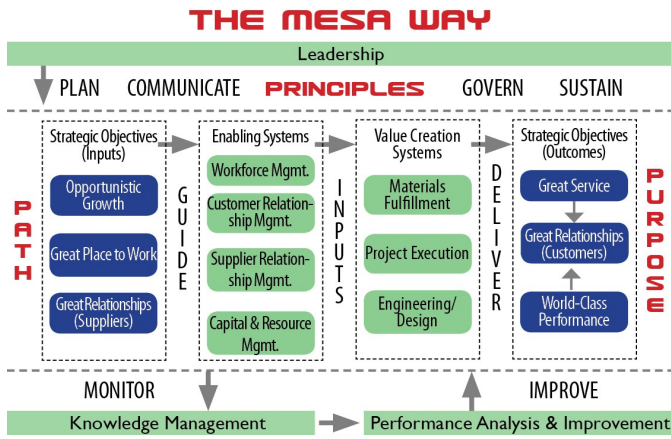 THE MESA WAY
Leadership
PLAN COMMUNICATE PRINCIPLES GOVERN SUSTAIN
PATH
Strategic Objectives
(Inputs)
Opportunistic
Growth
Great Place to Work
Great Relationships
(Suppliers)
GUIDE
Enabling Systems
Workforce Mgmt.
Customer Relation-
ship Mgmt.
Supplier Relation-
ship Mgmt.
Capital & Resource
Mgmt.
INPUTS
Value Creation
Systems
Materials
Fulfillment
Project Execution
Engineering/
Design
DELIVER
Strategic Objectives
(Outcomes)
Great Service
Great Relationships
(Customers)
World-Class
Performance
PURPOSE
MONITOR IMPROVE
Knowledge Management
Performance Analysis & Improvement